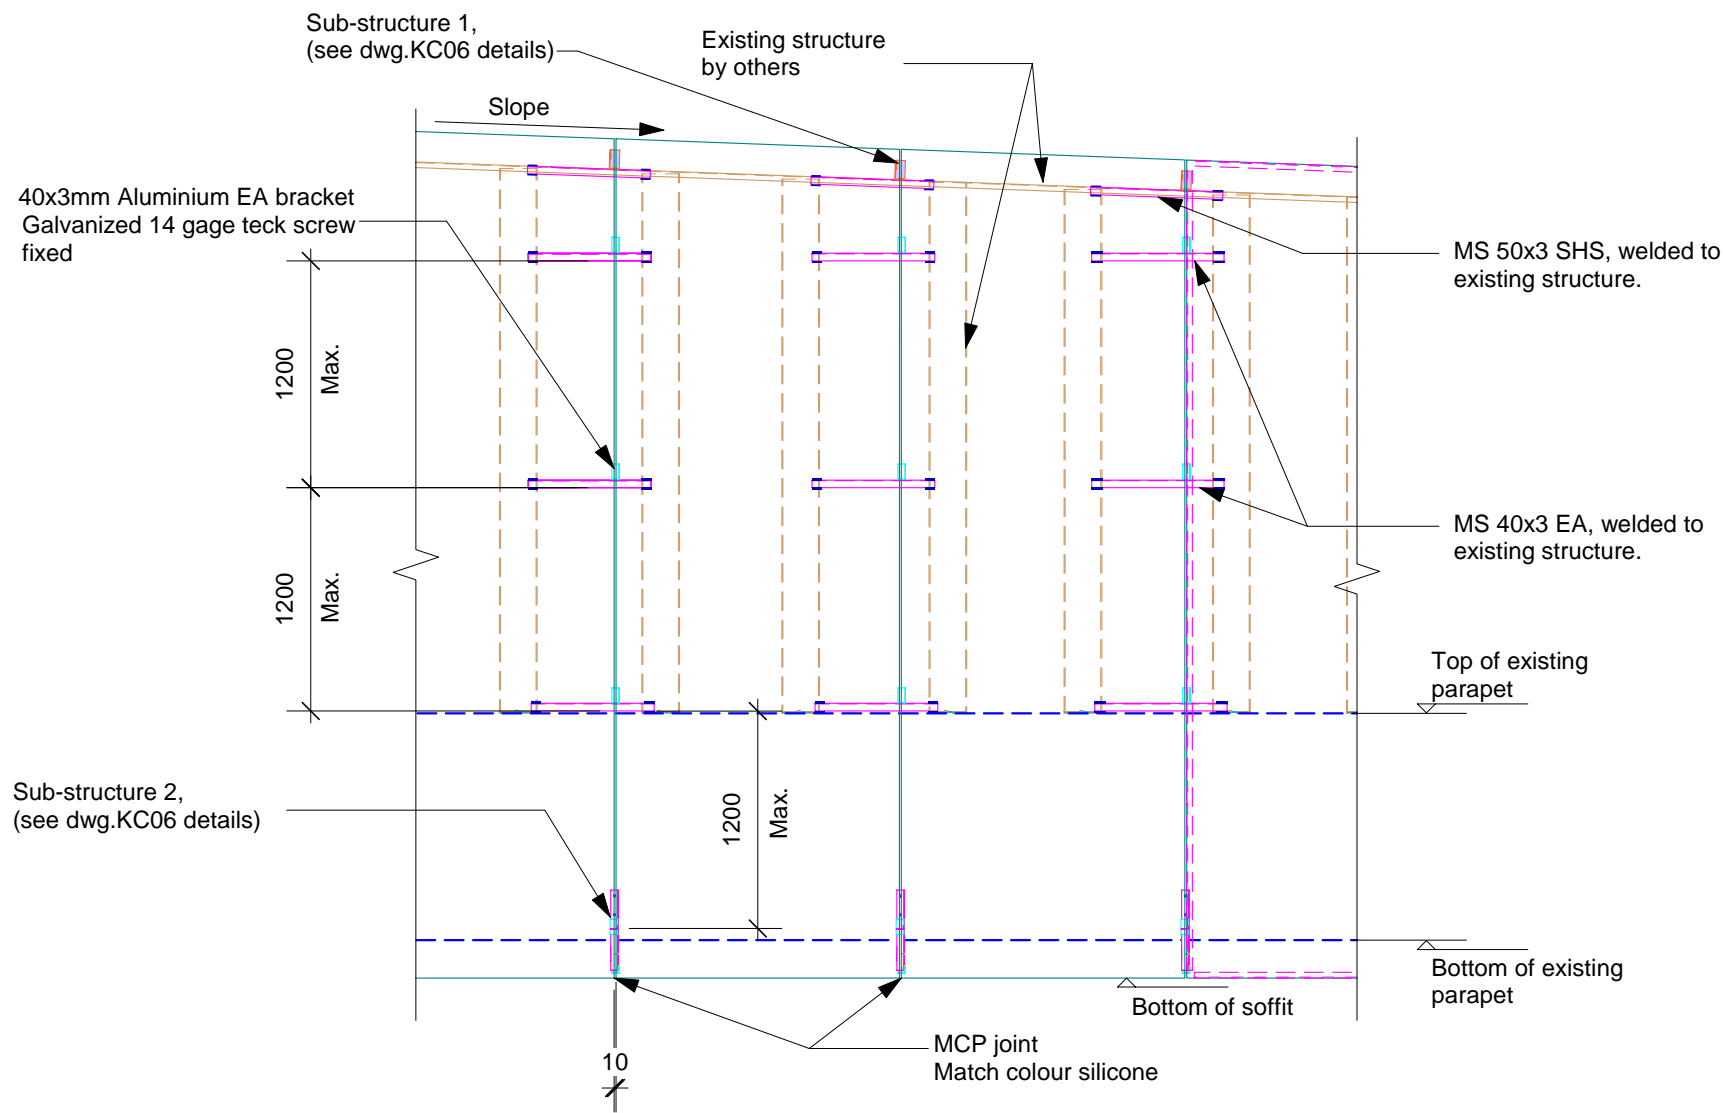 Sub-structure 1,
(see dwg.KC06 details)
Existing structure
by others
Slope
40x3mm Aluminium EA bracket
Galvanized 14 gage teck screw
fixed
MS 50x3 SHS, welded to
existing structure.
1200
Max.
MS 40x3 EA, welded to
existing structure.
1200
Max.
Top of existing
parapet
Sub-structure 2,
(see dwg.KC06 details)
1200
Max.
Bottom of existing
parapet
Bottom of soffit
MCP joint
Match colour silicone
10